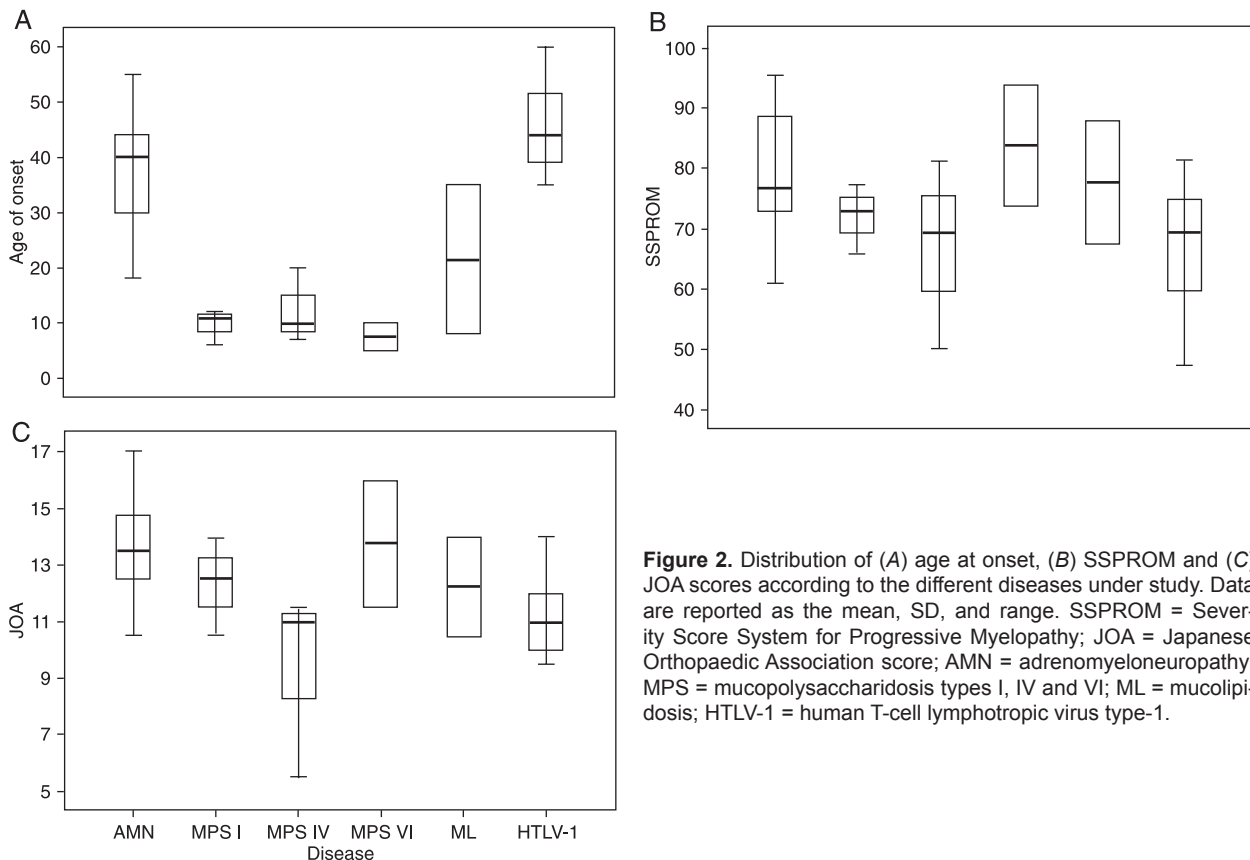 A
Age of onset
60
50
40
30
20
10
0
B
SSPROM
100
90
80
70
60
50
40
C
JOA
17
15
13
11
9
7
5
AMN MPS I MPS IV MPS VI ML HTLV-1
Disease
Figure 2. Distribution of (A) age at onset, (B) SSPROM and (C)
JOA scores according to the different diseases under study. Data
are reported as the mean, SD, and range. SSPROM = Sever-
ity Score System for Progressive Myelopathy; JOA = Japanese
Orthopaedic Association score; AMN = adrenomyeloneuropathy
MPS = mucopolysaccharidosis types I, IV and VI; ML = mucolipi-
dosis; HTLV-1 = human T-cell lymphotropic virus type-1.